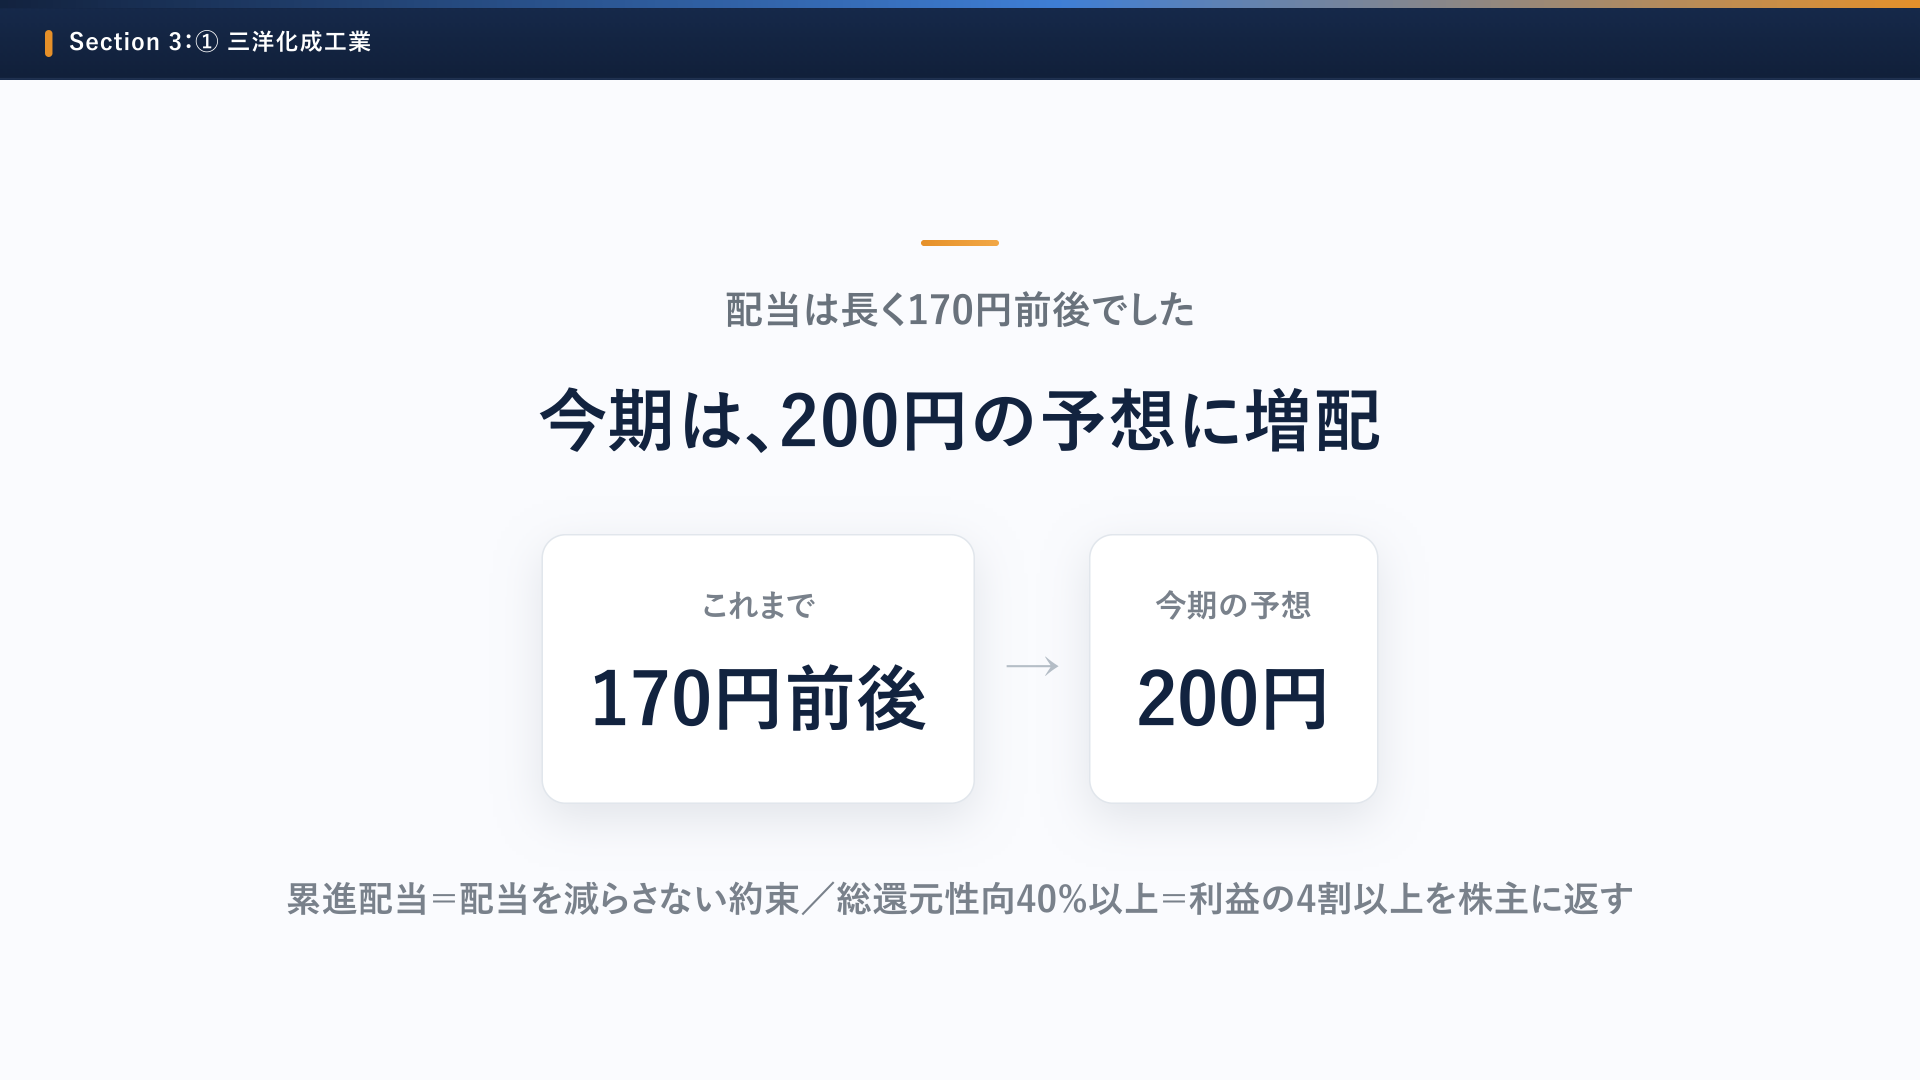 Section 3：① 三洋化成工業
配当は長く170円前後でした
今期は、200円の予想に増配
これまで
170円前後
→
今期の予想
200円
累進配当＝配当を減らさない約束／総還元性向40%以上＝利益の4割以上を株主に返す